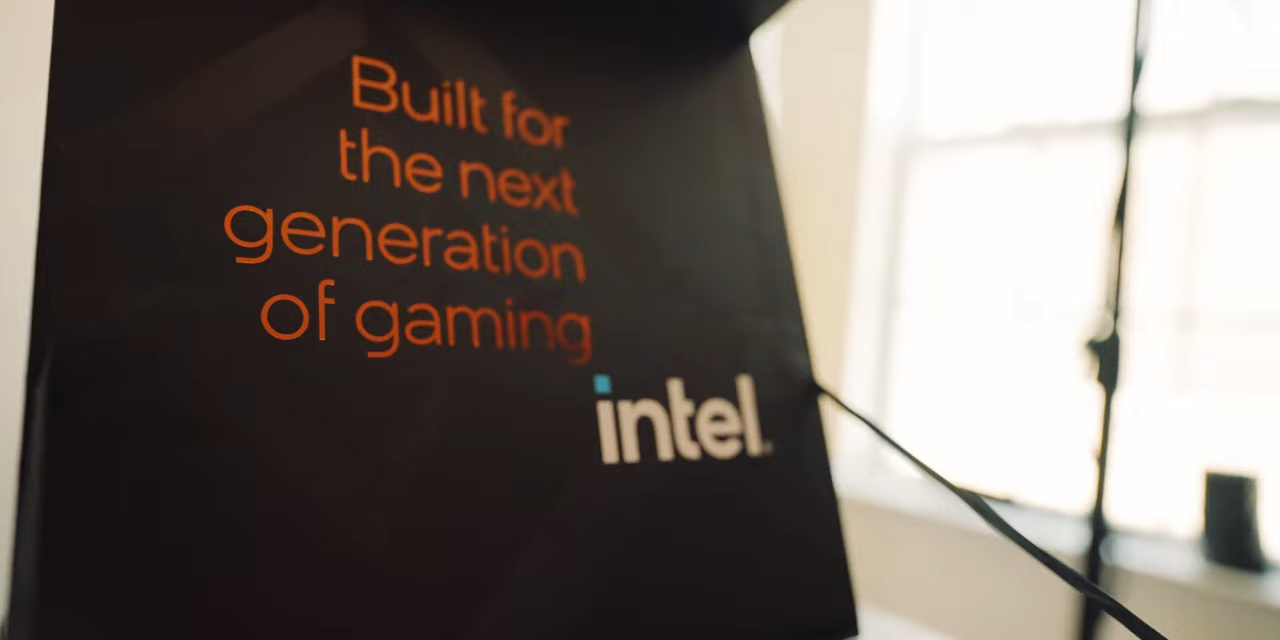 Built for
the next
generation
of gaming
intel.